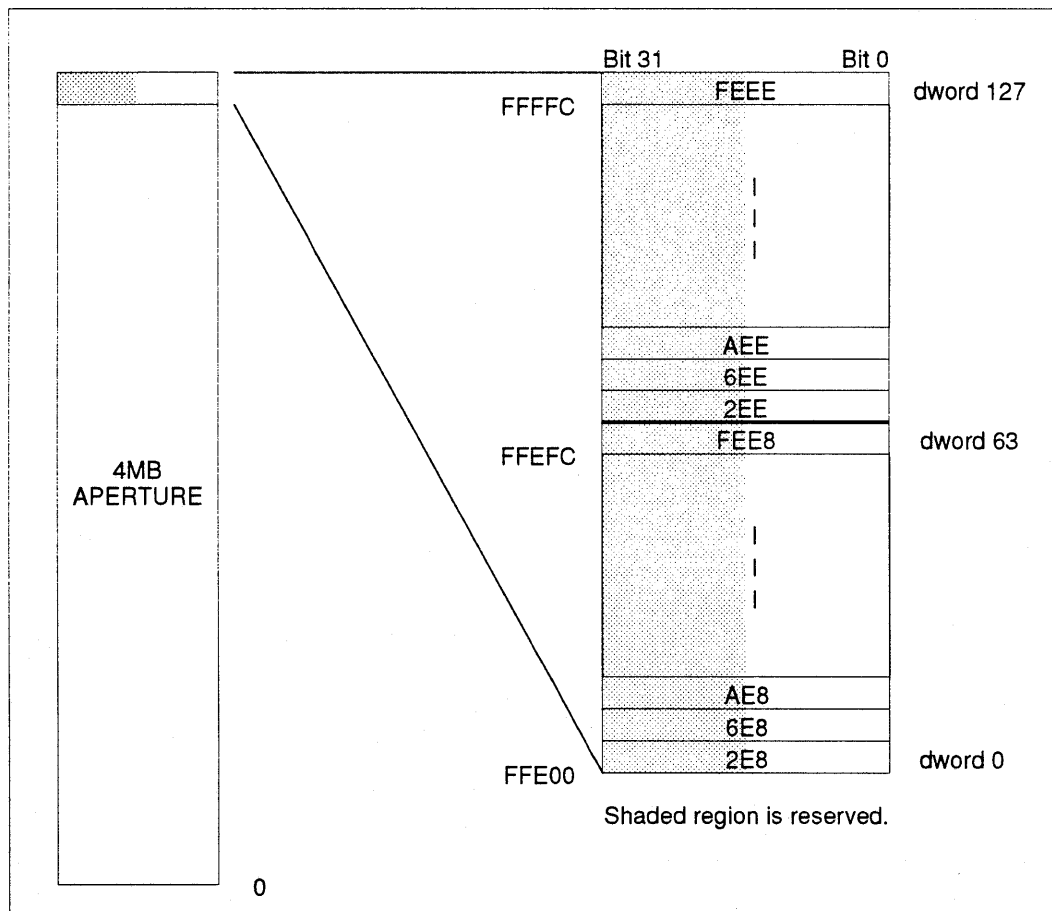 Bit 31 Bit 0
FFFFC FEEE dword 127
AEE
6EE
2EE
FFEFC FEE8 dword 63
4MB
APERTURE
AE8
6E8
FFE00 2E8 dword 0
Shaded region is reserved.
0